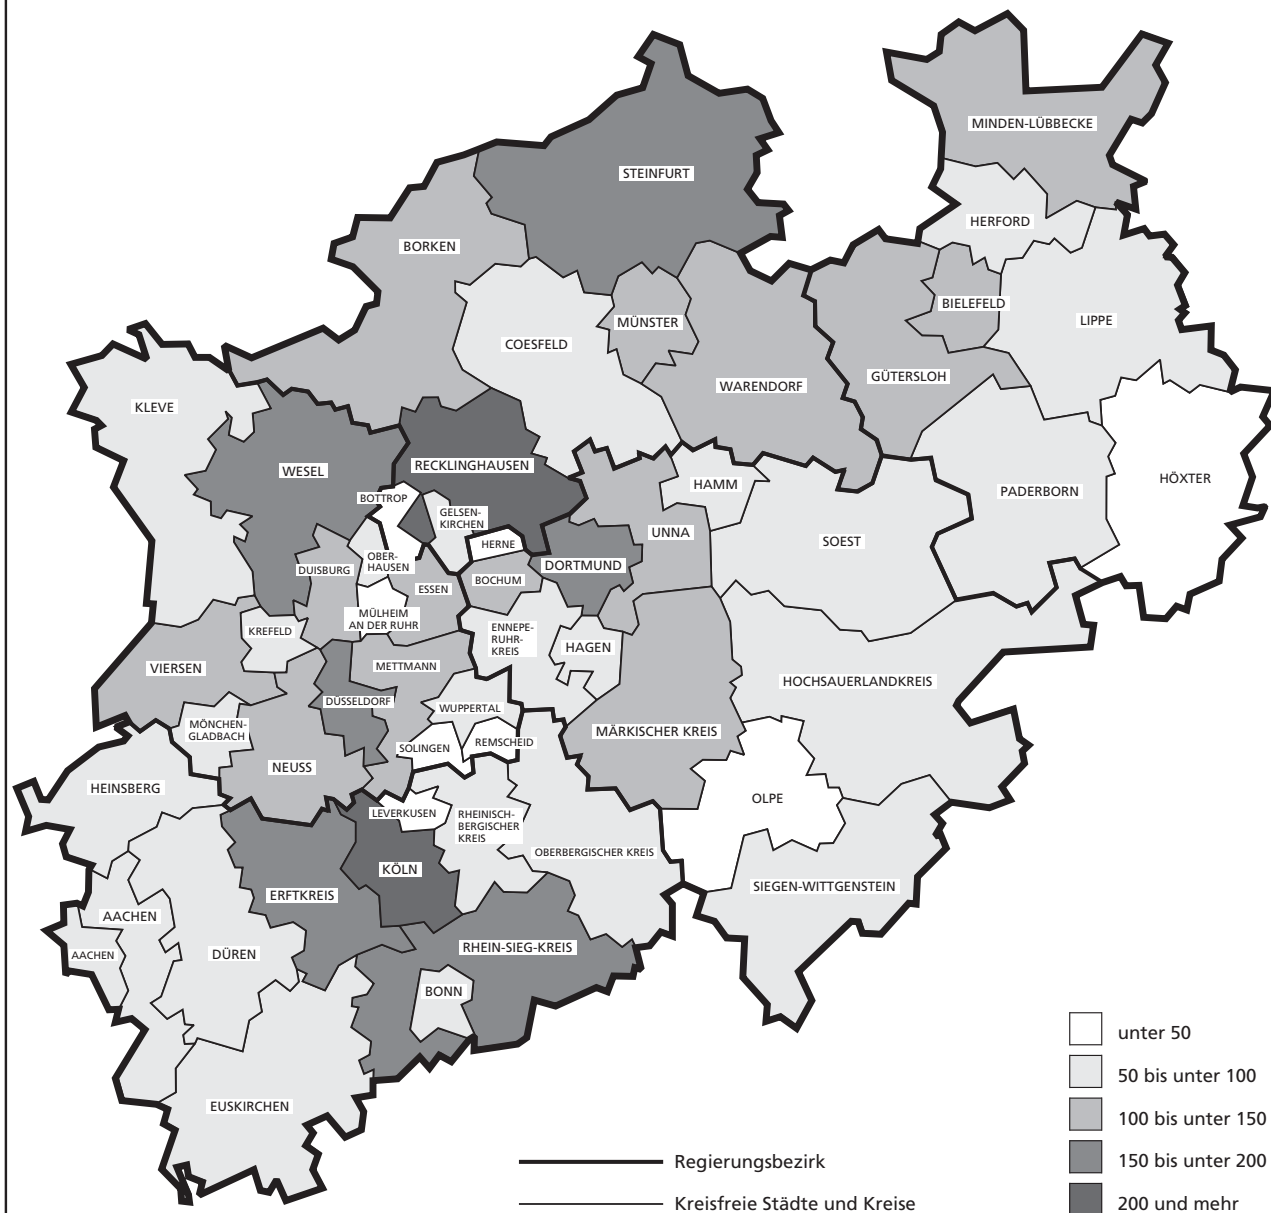 MINDEN-LÜBBECKE
STEINFURT
HERFORD
BORKEN
BIELEFELD
LIPPE
MÜNSTER
COESFELD
GÜTERSLOH
WARENDORF
KLEVE
RECKLINGHAUSEN
WESEL
HÖXTER
HAMM
PADERBORN
BOTTROP
GELSEN-
KIRCHEN
UNNA
SOEST
HERNE
OBER-
HAUSEN
DORTMUND
DUISBURG
BOCHUM
ESSEN
MÜLHEIM
AN DER RUHR
KREFELD
ENNEPE-
RUHR-
KREIS
HAGEN
VIERSEN
METTMANN
HOCHSAUERLANDKREIS
DÜSSELDORF
WUPPERTAL
MÖNCHEN-
GLADBACH
MÄRKISCHER KREIS
SOLINGEN
REMSCHEID
NEUSS
HEINSBERG
OLPE
LEVERKUSEN
RHEINISCH-
BERGISCHER
KREIS
OBERBERGISCHER KREIS
KÖLN
SIEGEN-WITTGENSTEIN
ERFTKREIS
AACHEN
RHEIN-SIEG-KREIS
AACHEN
DÜREN
BONN
EUSKIRCHEN
unter 50
50 bis unter 100
100 bis unter 150
150 bis unter 200
200 und mehr
Regierungsbezirk
Kreisfreie Städte und Kreise